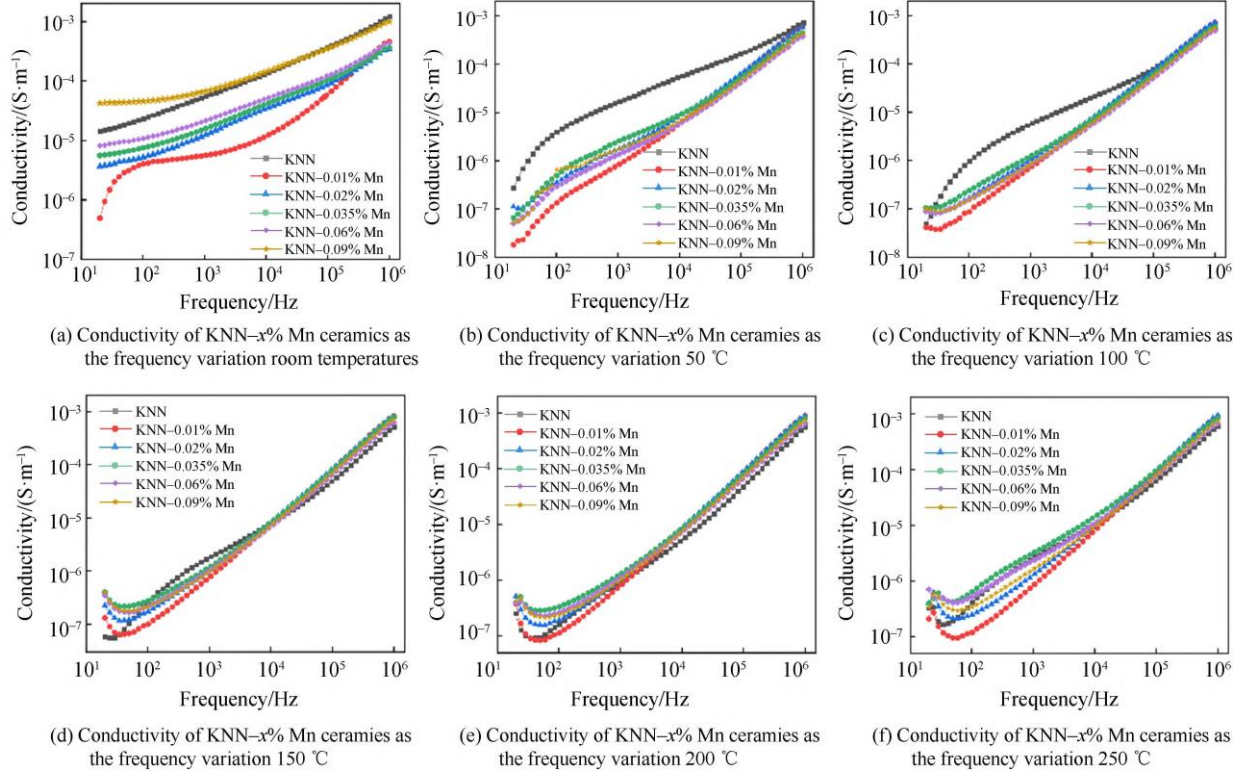 10⁻³
10⁻⁴
10⁻⁵
10⁻⁶
10⁻⁷
Conductivity/(S·m⁻¹)
KNN
KNN–0.01% Mn
KNN–0.02% Mn
KNN–0.035% Mn
KNN–0.06% Mn
KNN–0.09% Mn
10¹ 10² 10³ 10⁴ 10⁵ 10⁶
Frequency/Hz
(a) Conductivity of KNN–x% Mn ceramics as
the frequency variation room temperatures
10⁻³
10⁻⁴
10⁻⁵
10⁻⁶
10⁻⁷
10⁻⁸
Conductivity/(S·m⁻¹)
KNN
KNN–0.01% Mn
KNN–0.02% Mn
KNN–0.035% Mn
KNN–0.06% Mn
KNN–0.09% Mn
10¹ 10² 10³ 10⁴ 10⁵ 10⁶
Frequency/Hz
(b) Conductivity of KNN–x% Mn ceramies as
the frequency variation 50 ℃
10⁻³
10⁻⁴
10⁻⁵
10⁻⁶
10⁻⁷
10⁻⁸
Conductivity/(S·m⁻¹)
KNN
KNN–0.01% Mn
KNN–0.02% Mn
KNN–0.035% Mn
KNN–0.06% Mn
KNN–0.09% Mn
10¹ 10² 10³ 10⁴ 10⁵ 10⁶
Frequency/Hz
(c) Conductivity of KNN–x% Mn ceramies as
the frequency variation 100 ℃
10⁻³
10⁻⁴
10⁻⁵
10⁻⁶
10⁻⁷
Conductivity/(S·m⁻¹)
KNN
KNN–0.01% Mn
KNN–0.02% Mn
KNN–0.035% Mn
KNN–0.06% Mn
KNN–0.09% Mn
10¹ 10² 10³ 10⁴ 10⁵ 10⁶
Frequency/Hz
(d) Conductivity of KNN–x% Mn ceramies as
the frequency variation 150 ℃
10⁻³
10⁻⁴
10⁻⁵
10⁻⁶
10⁻⁷
Conductivity/(S·m⁻¹)
KNN
KNN–0.01% Mn
KNN–0.02% Mn
KNN–0.035% Mn
KNN–0.06% Mn
KNN–0.09% Mn
10¹ 10² 10³ 10⁴ 10⁵ 10⁶
Frequency/Hz
(e) Conductivity of KNN–x% Mn ceramies as
the frequency variation 200 ℃
10⁻³
10⁻⁴
10⁻⁵
10⁻⁶
10⁻⁷
Conductivity/(S·m⁻¹)
KNN
KNN–0.01% Mn
KNN–0.02% Mn
KNN–0.035% Mn
KNN–0.06% Mn
KNN–0.09% Mn
10¹ 10² 10³ 10⁴ 10⁵ 10⁶
Frequency/Hz
(f) Conductivity of KNN–x% Mn ceramies as
the frequency variation 250 ℃